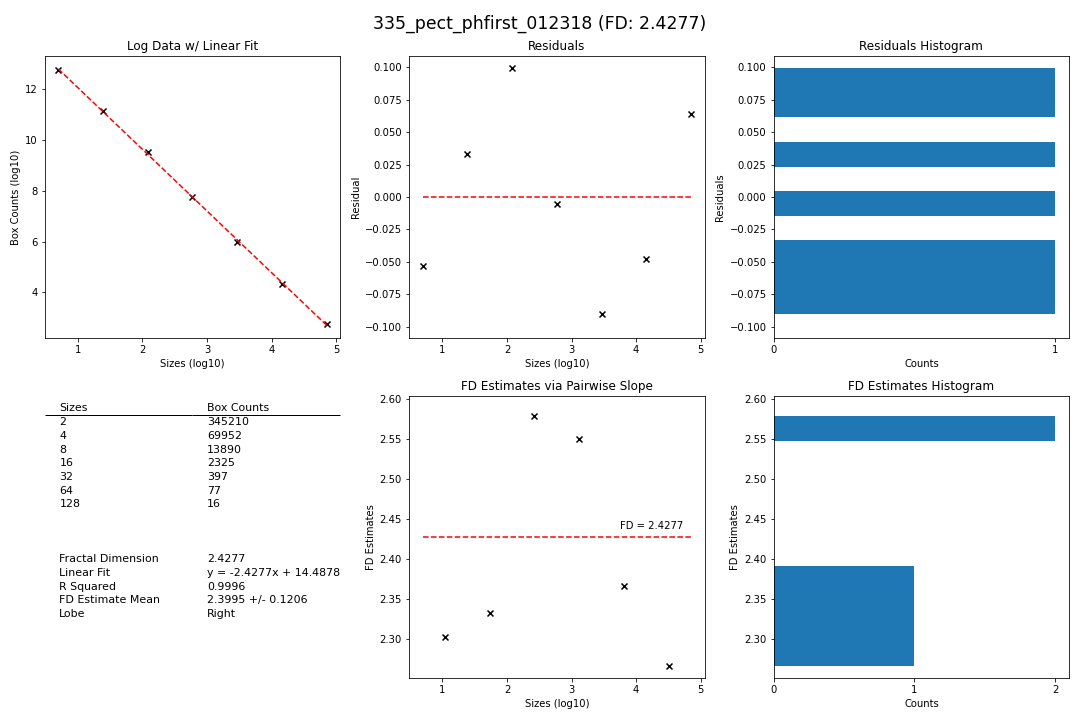 335_pect_phfirst_012318 (FD: 2.4277)
Log Data w/ Linear Fit
12
10
8
6
4
Box Counts (log10)
1 2 3 4 5
Sizes (log10)
Residuals
0.100
0.075
0.050
0.025
0.000
−0.025
−0.050
−0.075
−0.100
Residual
1 2 3 4 5
Sizes (log10)
Residuals Histogram
0.100
0.075
0.050
0.025
0.000
−0.025
−0.050
−0.075
−0.100
Residuals
0 1
Counts
Sizes Box Counts
2 345210
4 69952
8 13890
16 2325
32 397
64 77
128 16
Fractal Dimension 2.4277
Linear Fit y = -2.4277x + 14.4878
R Squared 0.9996
FD Estimate Mean 2.3995 +/- 0.1206
Lobe Right
FD Estimates via Pairwise Slope
2.60
2.55
2.50
2.45
2.40
2.35
2.30
FD Estimates
FD = 2.4277
1 2 3 4 5
Sizes (log10)
FD Estimates Histogram
2.60
2.55
2.50
2.45
2.40
2.35
2.30
FD Estimates
0 1 2
Counts